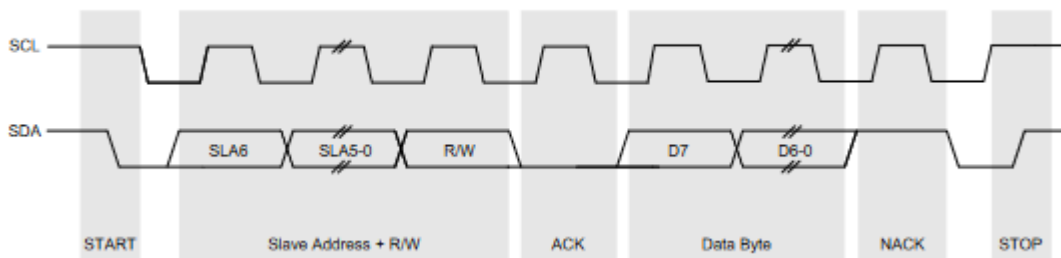 SCL
SDA
SLA6 SLA5-0 R/W D7 D6-0
START Slave Address + R/W ACK Data Byte NACK STOP